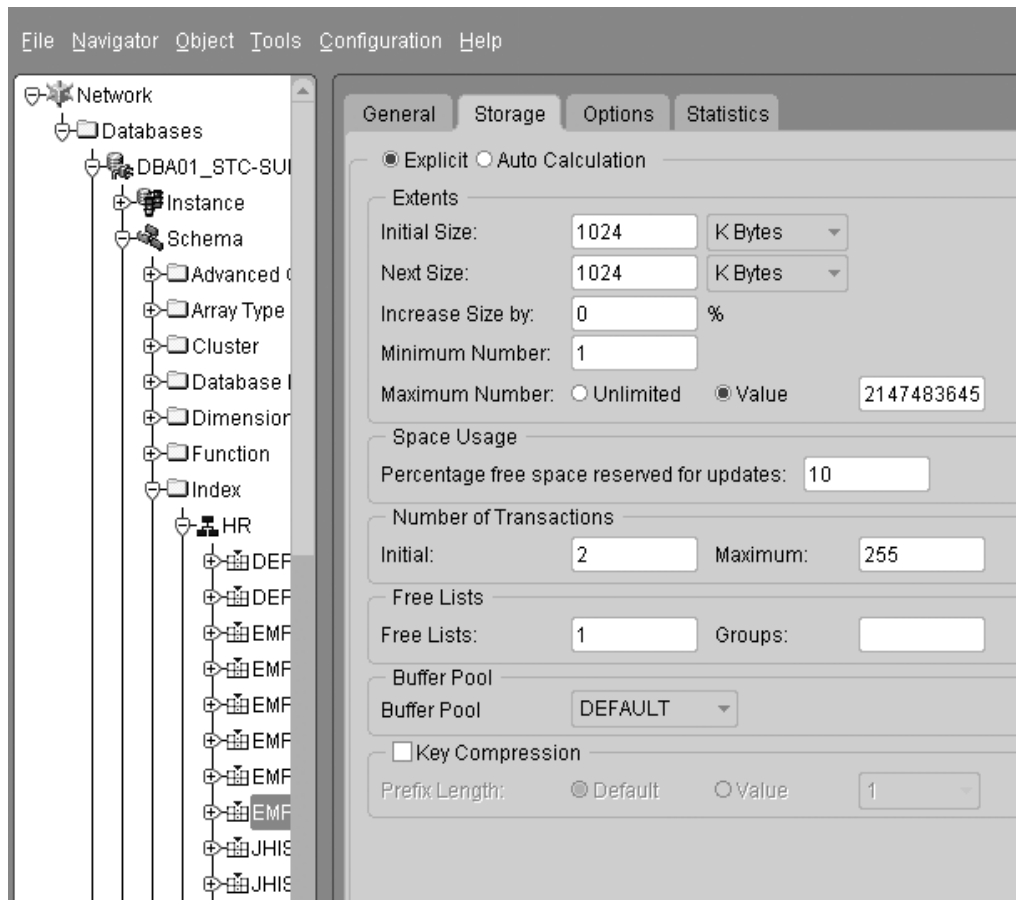 File Navigator Object Tools Configuration Help
Network
Databases
DBA01_STC-SU
Instance
Schema
Advanced
Array Type
Cluster
Database
Dimension
Function
Index
HR
DEF
DEF
EMF
EMF
EMF
EMF
EMF
EMF
JHIS
JHIS
General Storage Options Statistics
Explicit Auto Calculation
Extents
Initial Size: 1024 K Bytes
Next Size: 1024 K Bytes
Increase Size by: 0 %
Minimum Number: 1
Maximum Number: Unlimited Value 2147483645
Space Usage
Percentage free space reserved for updates: 10
Number of Transactions
Initial: 2 Maximum: 255
Free Lists
Free Lists: 1 Groups:
Buffer Pool
Buffer Pool DEFAULT
Key Compression
Prefix Length: Default Value 1